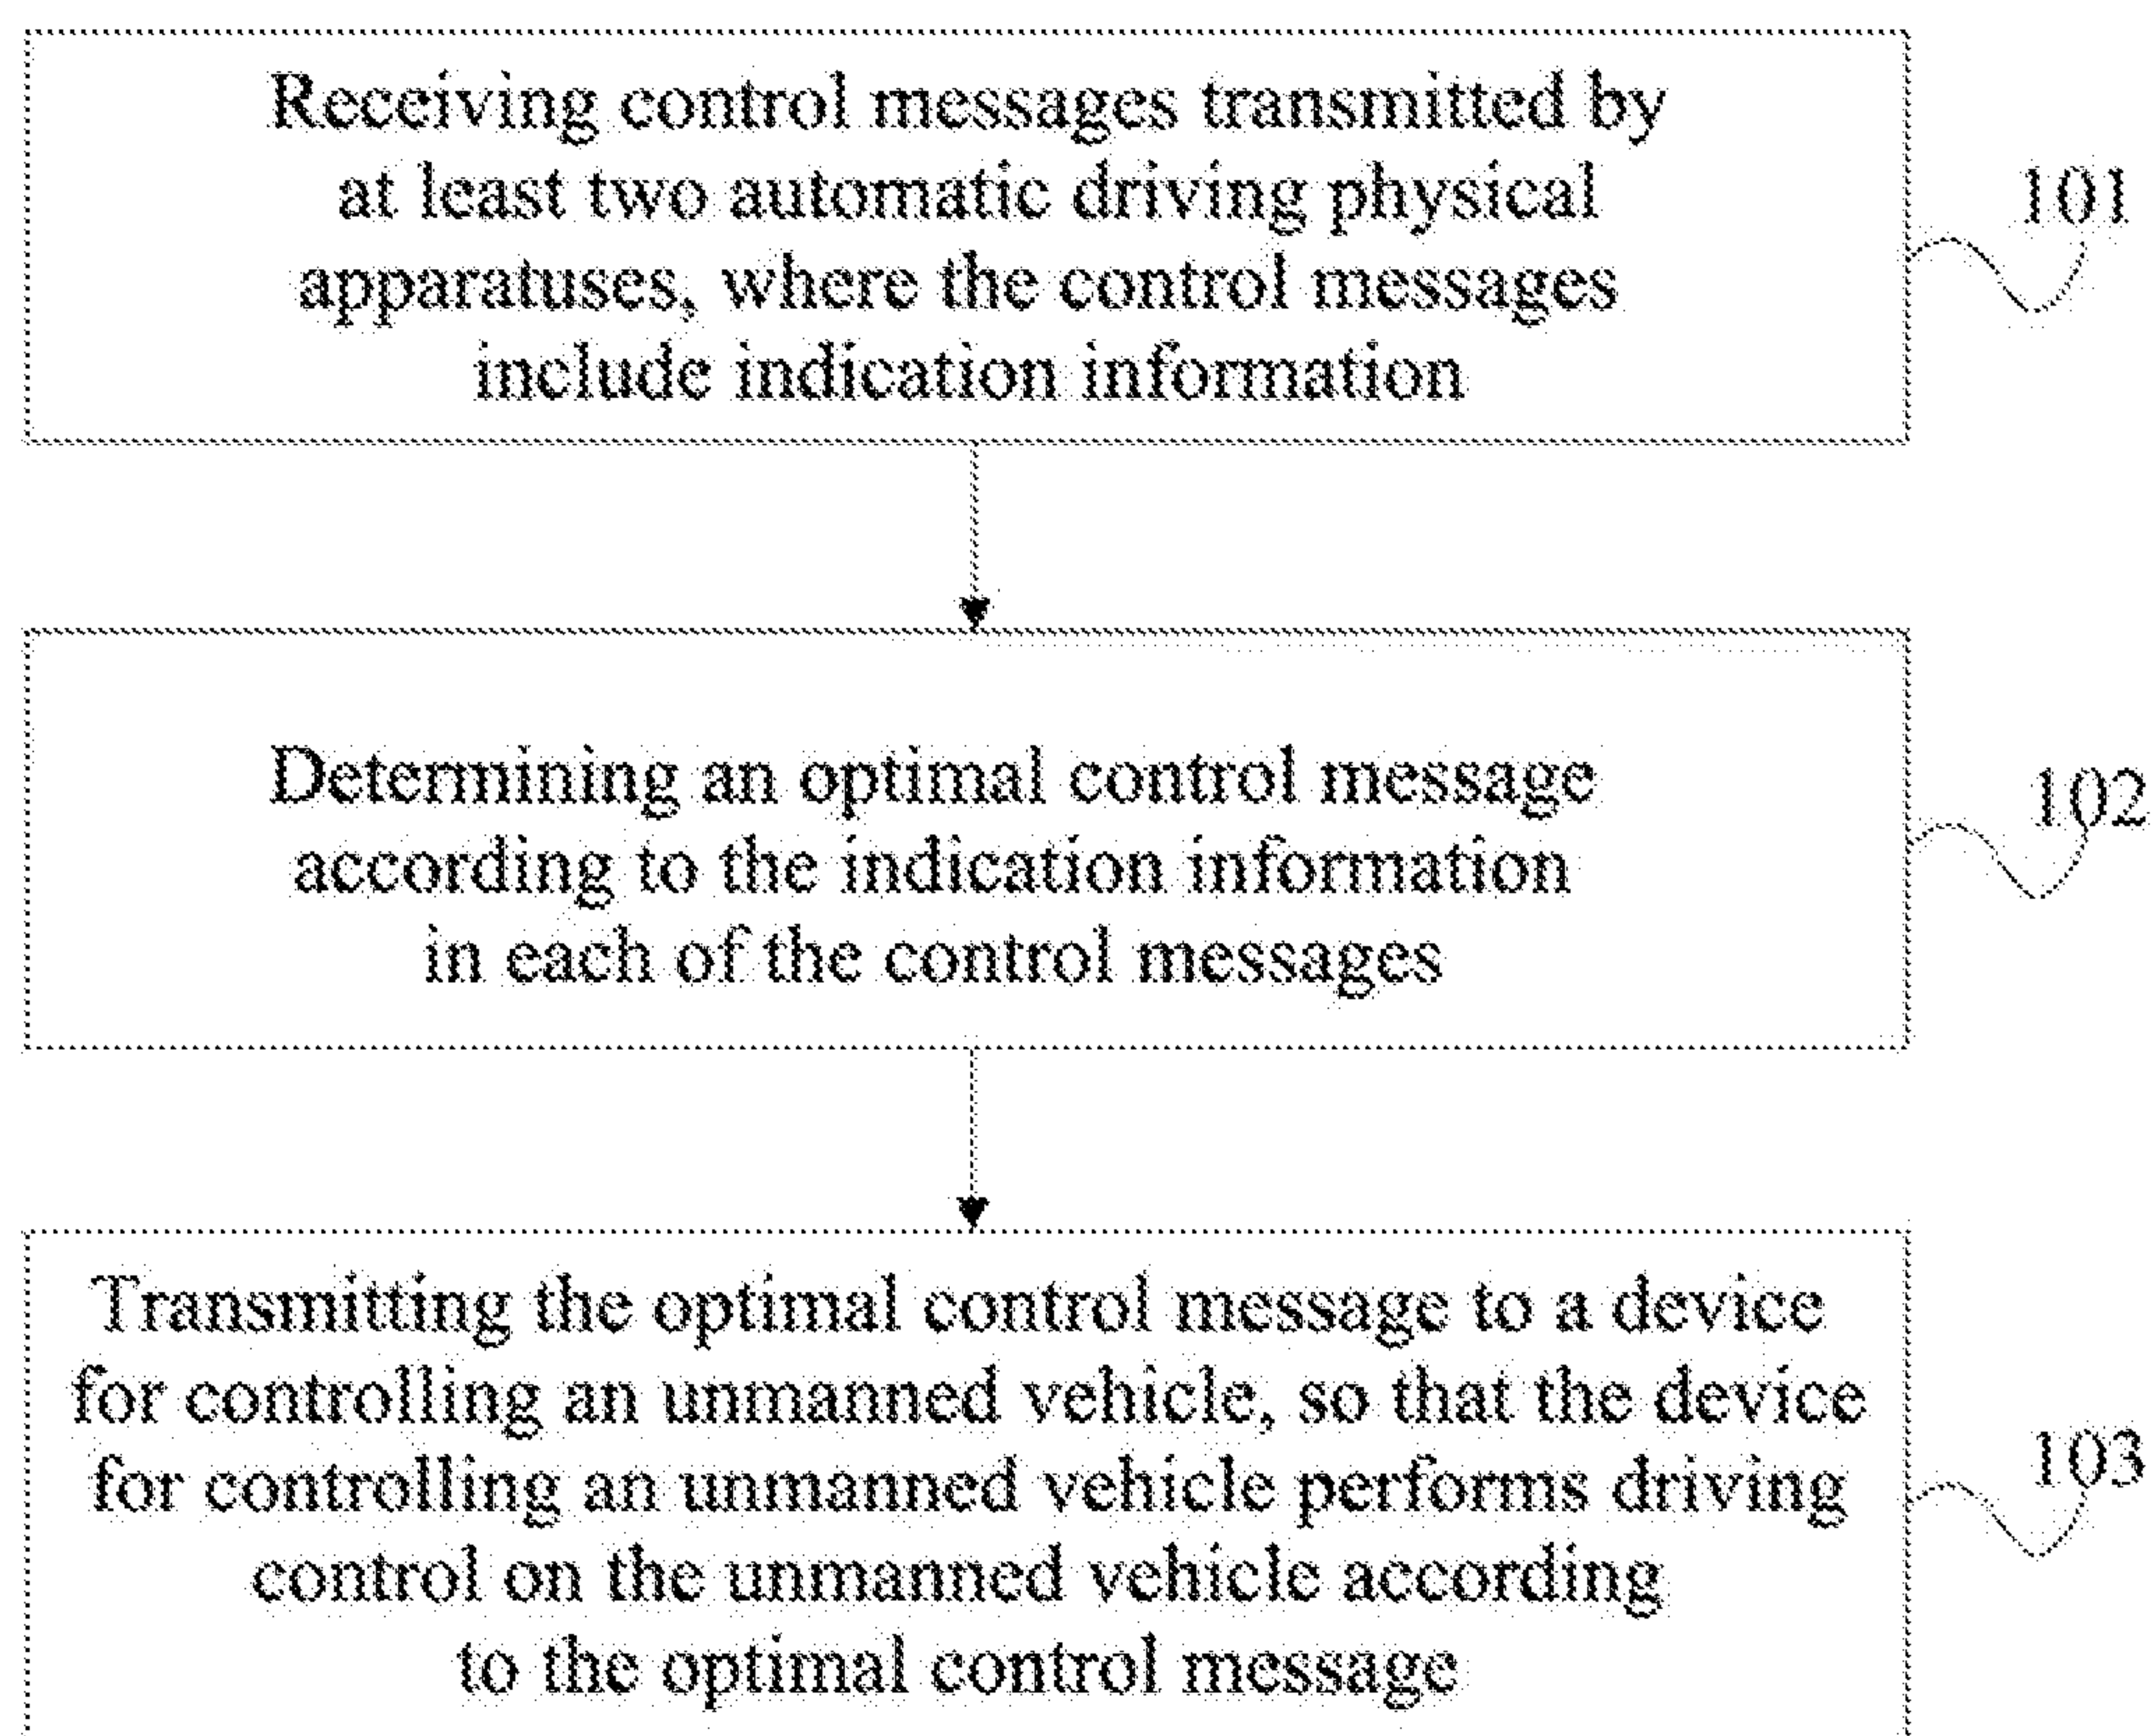 Receiving control messages transmitted by
at least two automatic driving physical
apparatuses, where the control messages
include indication information
101
Determining an optimal control message
according to the indication information
in each of the control messages
102
Transmitting the optimal control message to a device
for controlling an unmanned vehicle, so that the device
for controlling an unmanned vehicle performs driving
control on the unmanned vehicle according
to the optimal control message
103